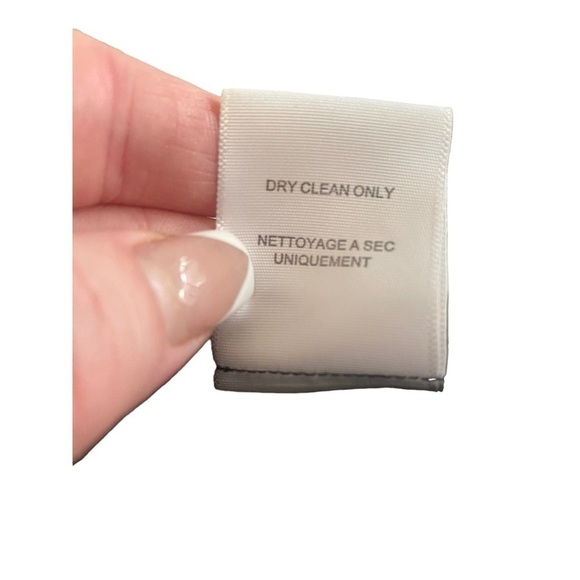 DRY CLEAN ONLY
NETTOYAGE A SEC
UNIQUEMENT